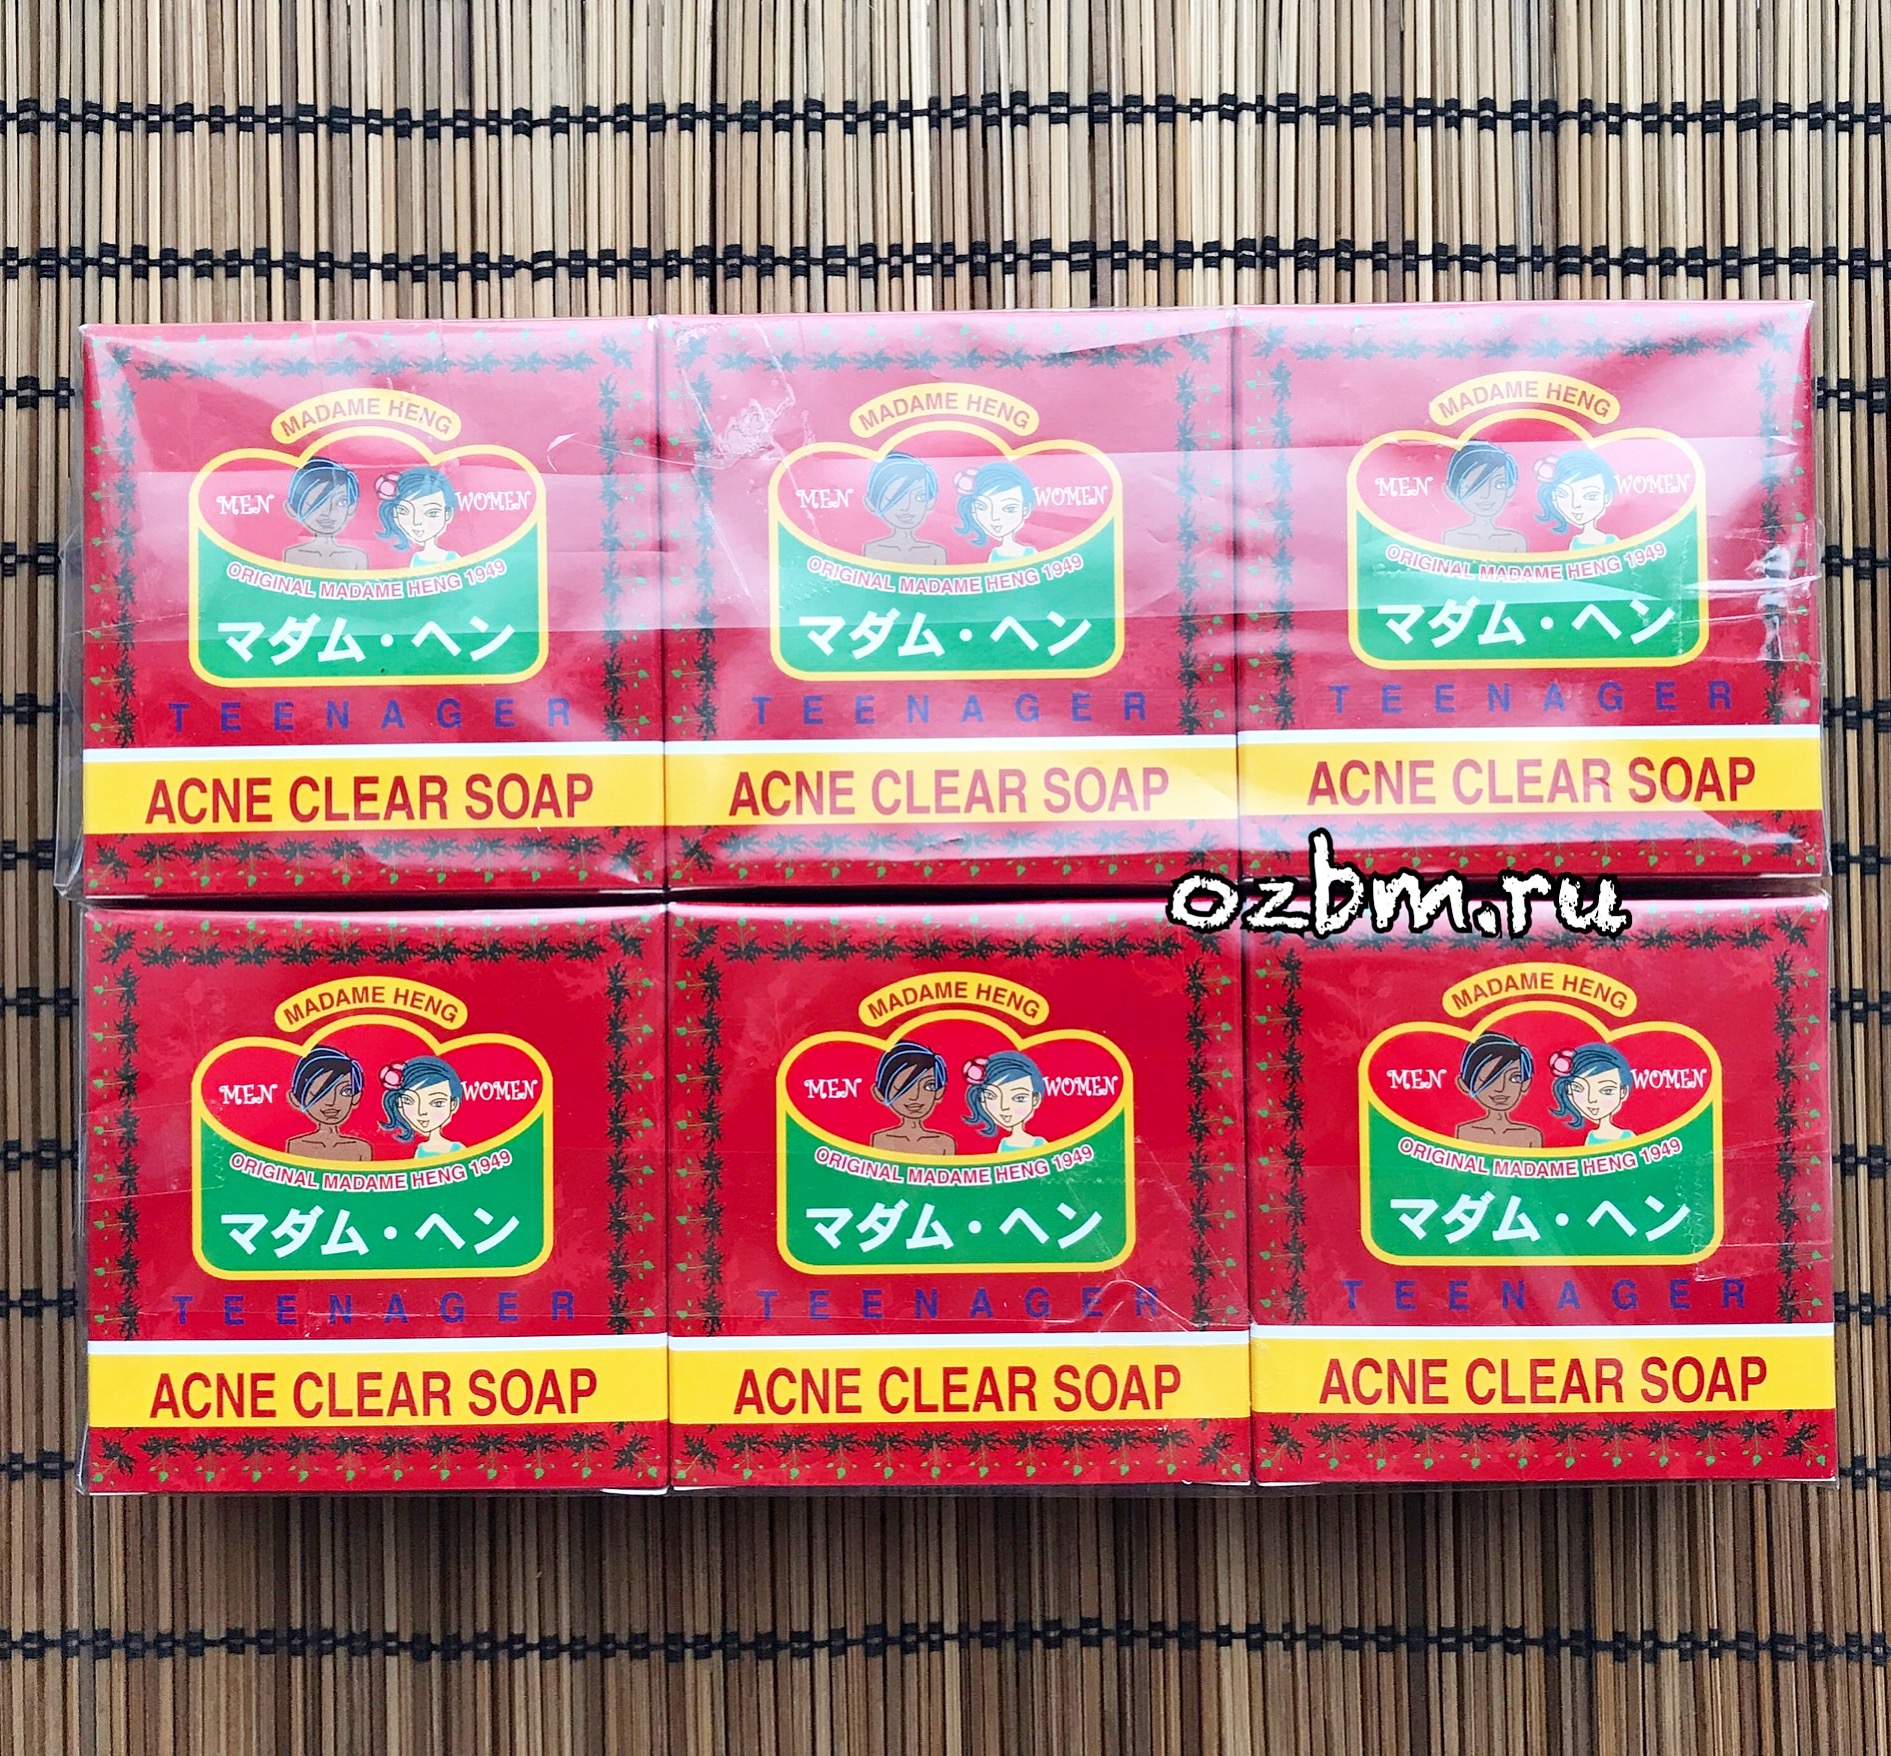 MADAME HENG
MEN WOMEN
ORIGINAL MADAME HENG 1949
マダム・ヘン
TEENAGER
ACNE CLEAR SOAP
MADAME HENG
MEN WOMEN
ORIGINAL MADAME HENG 1949
マダム・ヘン
TEENAGER
ACNE CLEAR SOAP
MADAME HENG
MEN WOMEN
ORIGINAL MADAME HENG 1949
マダム・ヘン
TEENAGER
ACNE CLEAR SOAP
ozbm.ru
MADAME HENG
MEN WOMEN
ORIGINAL MADAME HENG 1949
マダム・ヘン
TEENAGER
ACNE CLEAR SOAP
MADAME HENG
MEN WOMEN
ORIGINAL MADAME HENG 1949
マダム・ヘン
TEENAGER
ACNE CLEAR SOAP
MADAME HENG
MEN WOMEN
ORIGINAL MADAME HENG 1949
マダム・ヘン
TEENAGER
ACNE CLEAR SOAP